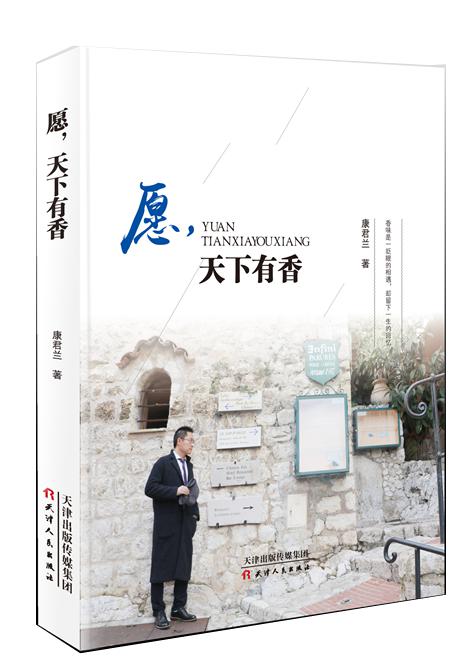 愿，天下有香
康君兰 著
天津出版传媒集团
天津人民出版社
愿，
YUAN
TIANXIAYOUXIANG
天下有香
康君兰 著
香味是一眨眼的相遇，却留下一生的回忆
Infini
PARFUMS
天津出版传媒集团
天津人民出版社